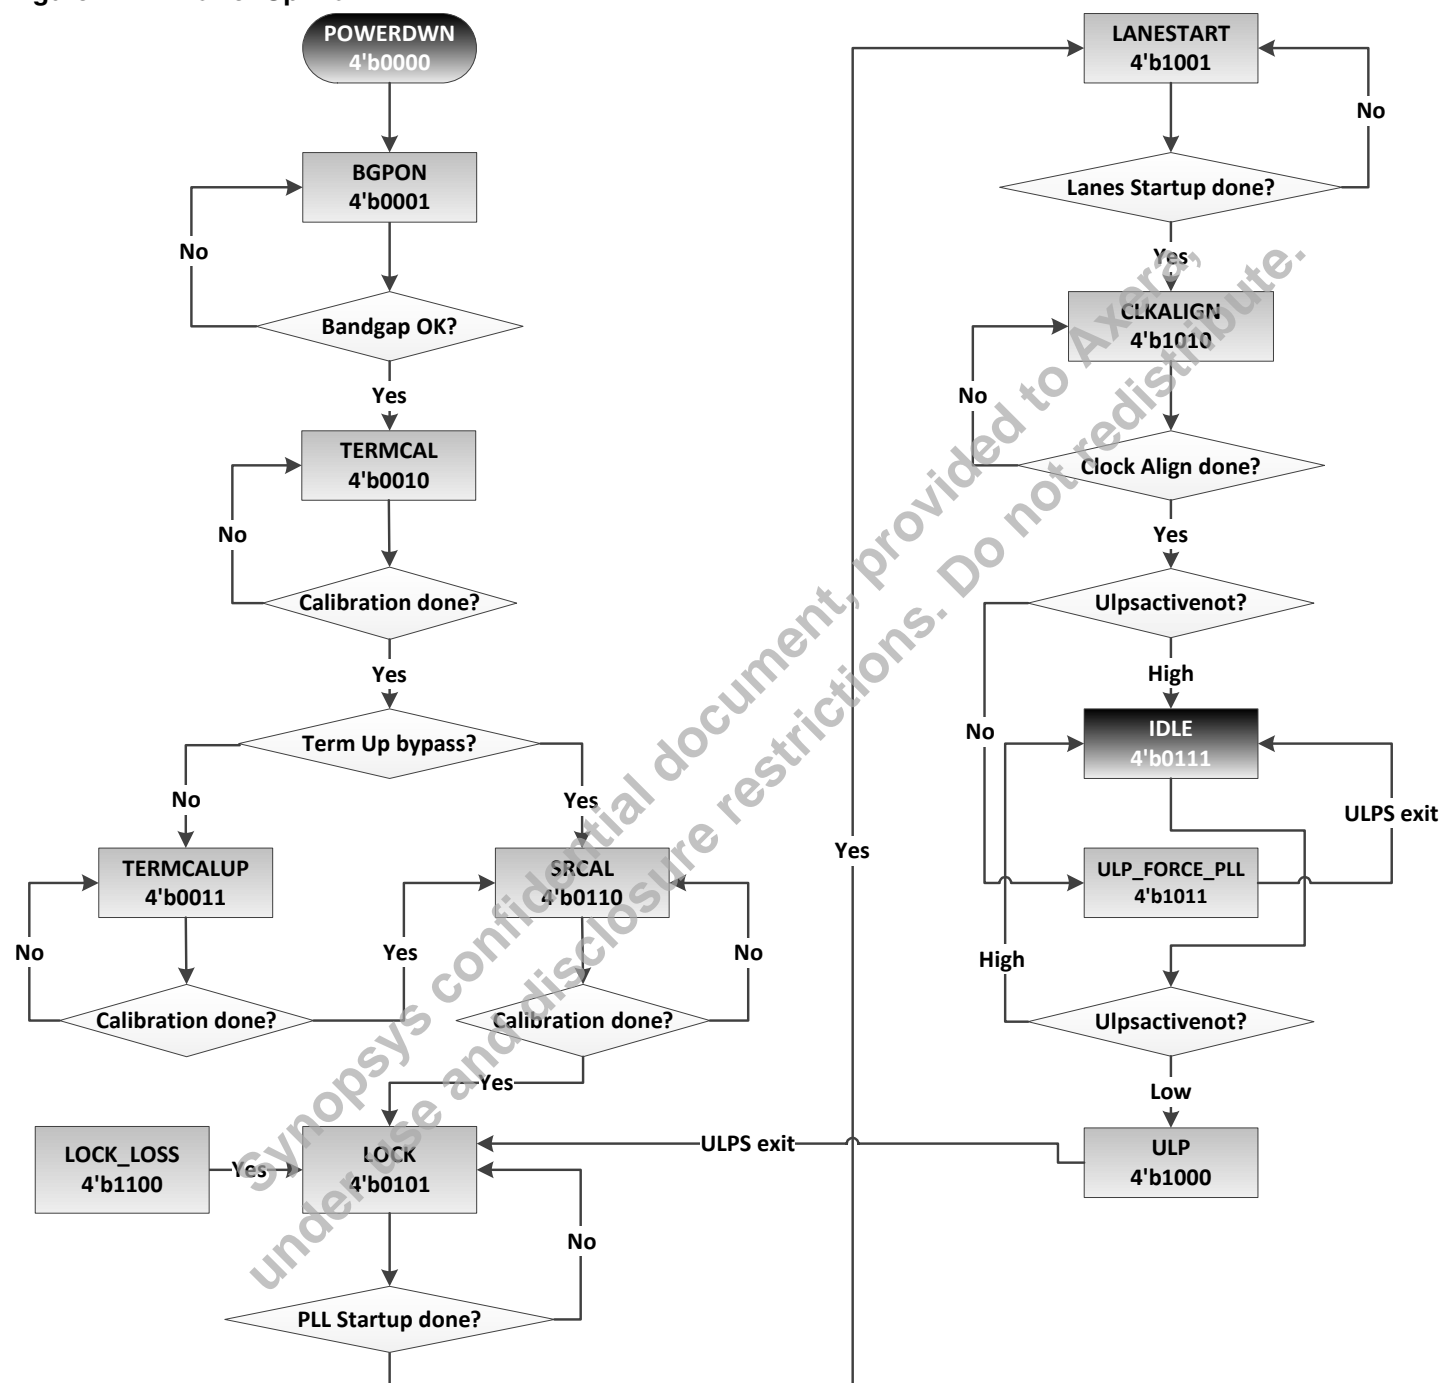 POWERDWN
4'b0000
BGPON
4'b0001
No
Bandgap OK?
Yes
TERMCAL
4'b0010
No
Calibration done?
Yes
Term Up bypass?
No
Yes
TERMCALUP
4'b0011
SRCAL
4'b0110
No
Yes
No
Calibration done?
Calibration done?
Yes
LOCK_LOSS
4'b1100
Yes
LOCK
4'b0101
ULPS exit
No
PLL Startup done?
Yes
LANESTART
4'b1001
No
Lanes Startup done?
Yes
CLKALIGN
4'b1010
No
Clock Align done?
Yes
Ulpsactivenot?
High
No
IDLE
4'b0111
ULPS exit
ULP_FORCE_PLL
4'b1011
High
Ulpsactivenot?
Low
ULP
4'b1000
Synopsys confidential document, provided to Axera,
under use and disclosure restrictions. Do not redistribute.